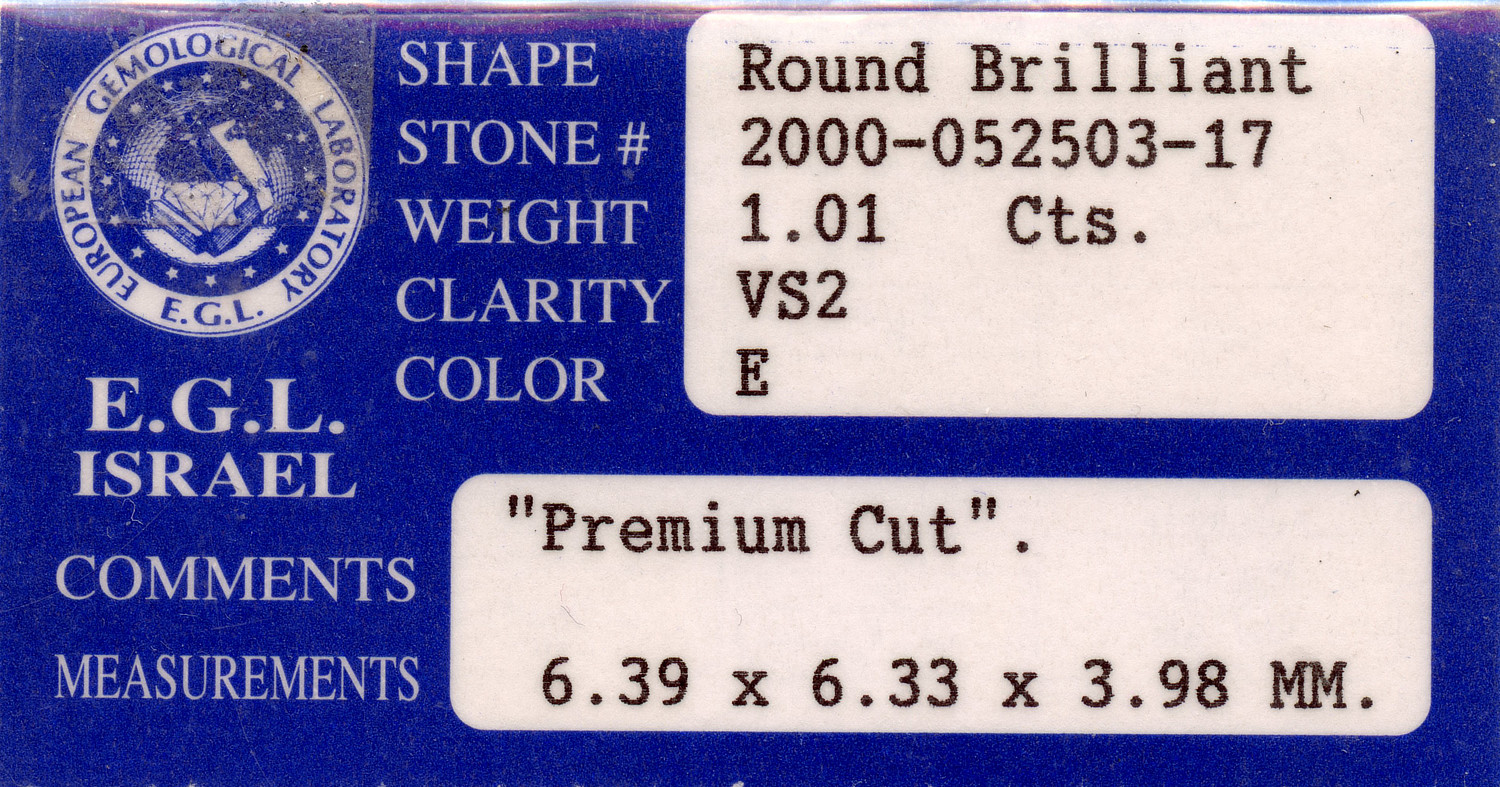 EUROPEAN GEMOLOGICAL LABORATORY
E.G.L.
E.G.L.
ISRAEL
SHAPE Round Brilliant
STONE # 2000-052503-17
WEIGHT 1.01 Cts.
CLARITY VS2
COLOR E
COMMENTS "Premium Cut".
MEASUREMENTS 6.39 x 6.33 x 3.98 MM.